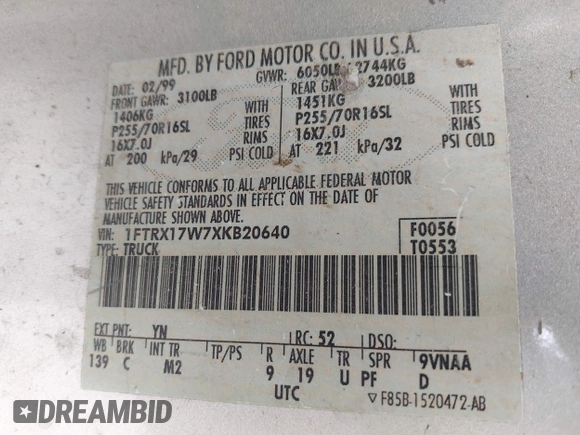 MFD. BY FORD MOTOR CO. IN U.S.A.
DATE: 02/99 GVWR: 6050LB 2744KG
FRONT GAWR: 3100LB REAR GAWR: 3200LB
1406KG WITH 1451KG WITH
P255/70R16SL TIRES P255/70R16SL TIRES
16X7.0J RIMS 16X7.0J RIMS
AT 200 kPa/29 PSI COLD AT 221 kPa/32 PSI COLD
THIS VEHICLE CONFORMS TO ALL APPLICABLE FEDERAL MOTOR
VEHICLE SAFETY STANDARDS IN EFFECT ON THE DATE OF
MANUFACTURE SHOWN ABOVE.
VIN: 1FTRX17W7XKB20640 F0056
TYPE: TRUCK T0553
EXT PNT: YN RC: 52 DSO:
WB BRK INT TR TP/PS R AXLE TR SPR 9VNAA
139 C M2 9 19 U PF D
UTC ▽ F85B-1520472-AB
DREAMBID